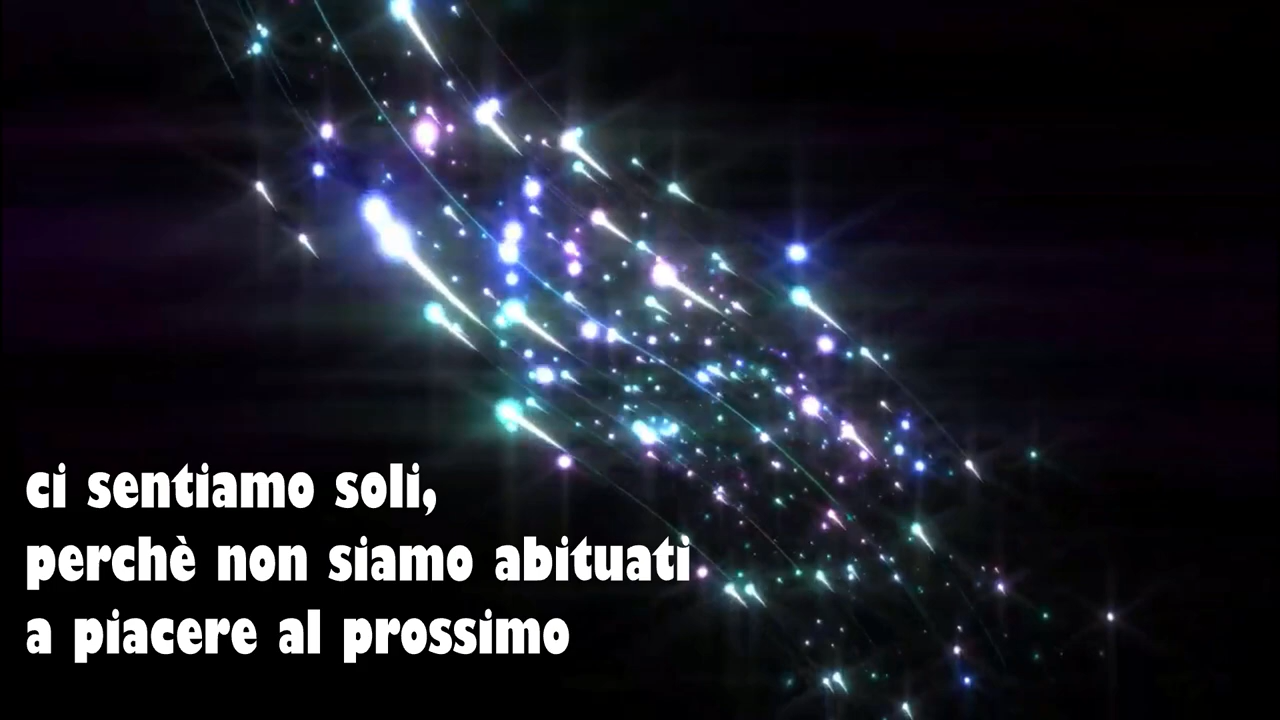 ci sentiamo soli,
perchè non siamo abituati
a piacere al prossimo